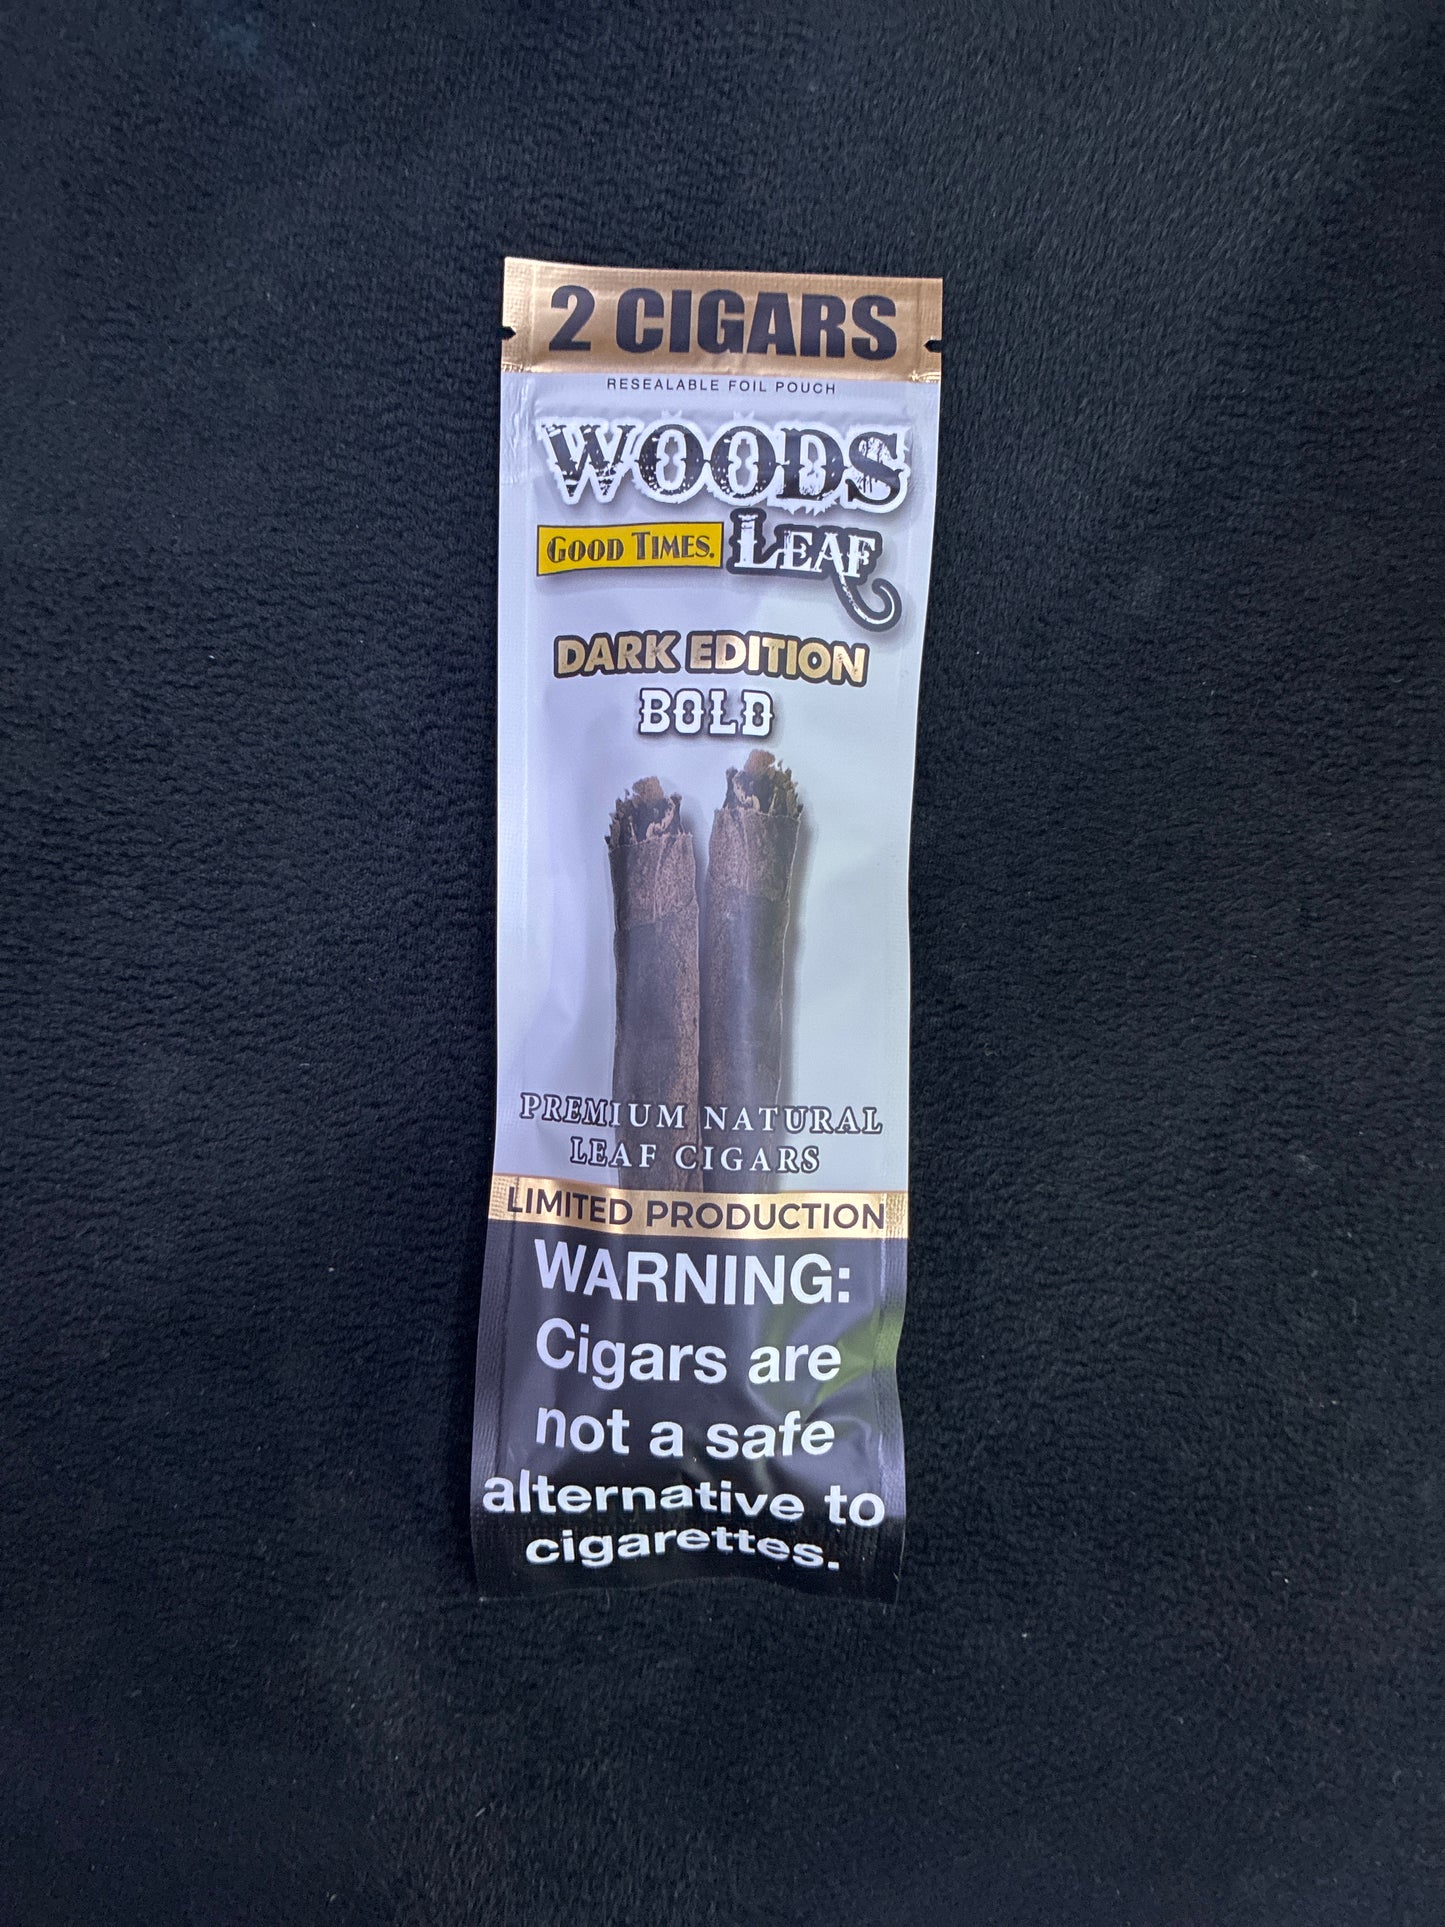 2 CIGARS
RESEALABLE FOIL POUCH
WOODS
GOOD TIMES. LEAF
DARK EDITION
BOLD
PREMIUM NATURAL
LEAF CIGARS
LIMITED PRODUCTION
WARNING:
Cigars are
not a safe
alternative to
cigarettes.